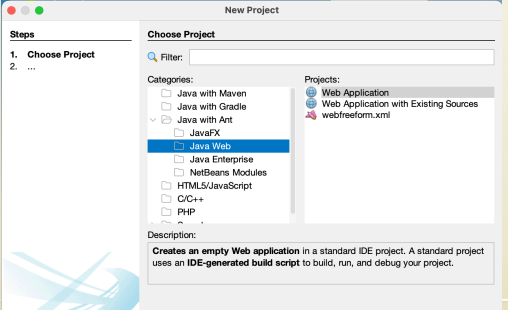 New Project
Steps
1. Choose Project
2. ...
Choose Project
Filter:
Categories:
Java with Maven
Java with Gradle
Java with Ant
JavaFX
Java Web
Java Enterprise
NetBeans Modules
HTML5/JavaScript
C/C++
PHP
Projects:
Web Application
Web Application with Existing Sources
webfreeform.xml
Description:
Creates an empty Web application in a standard IDE project. A standard project
uses an IDE-generated build script to build, run, and debug your project.